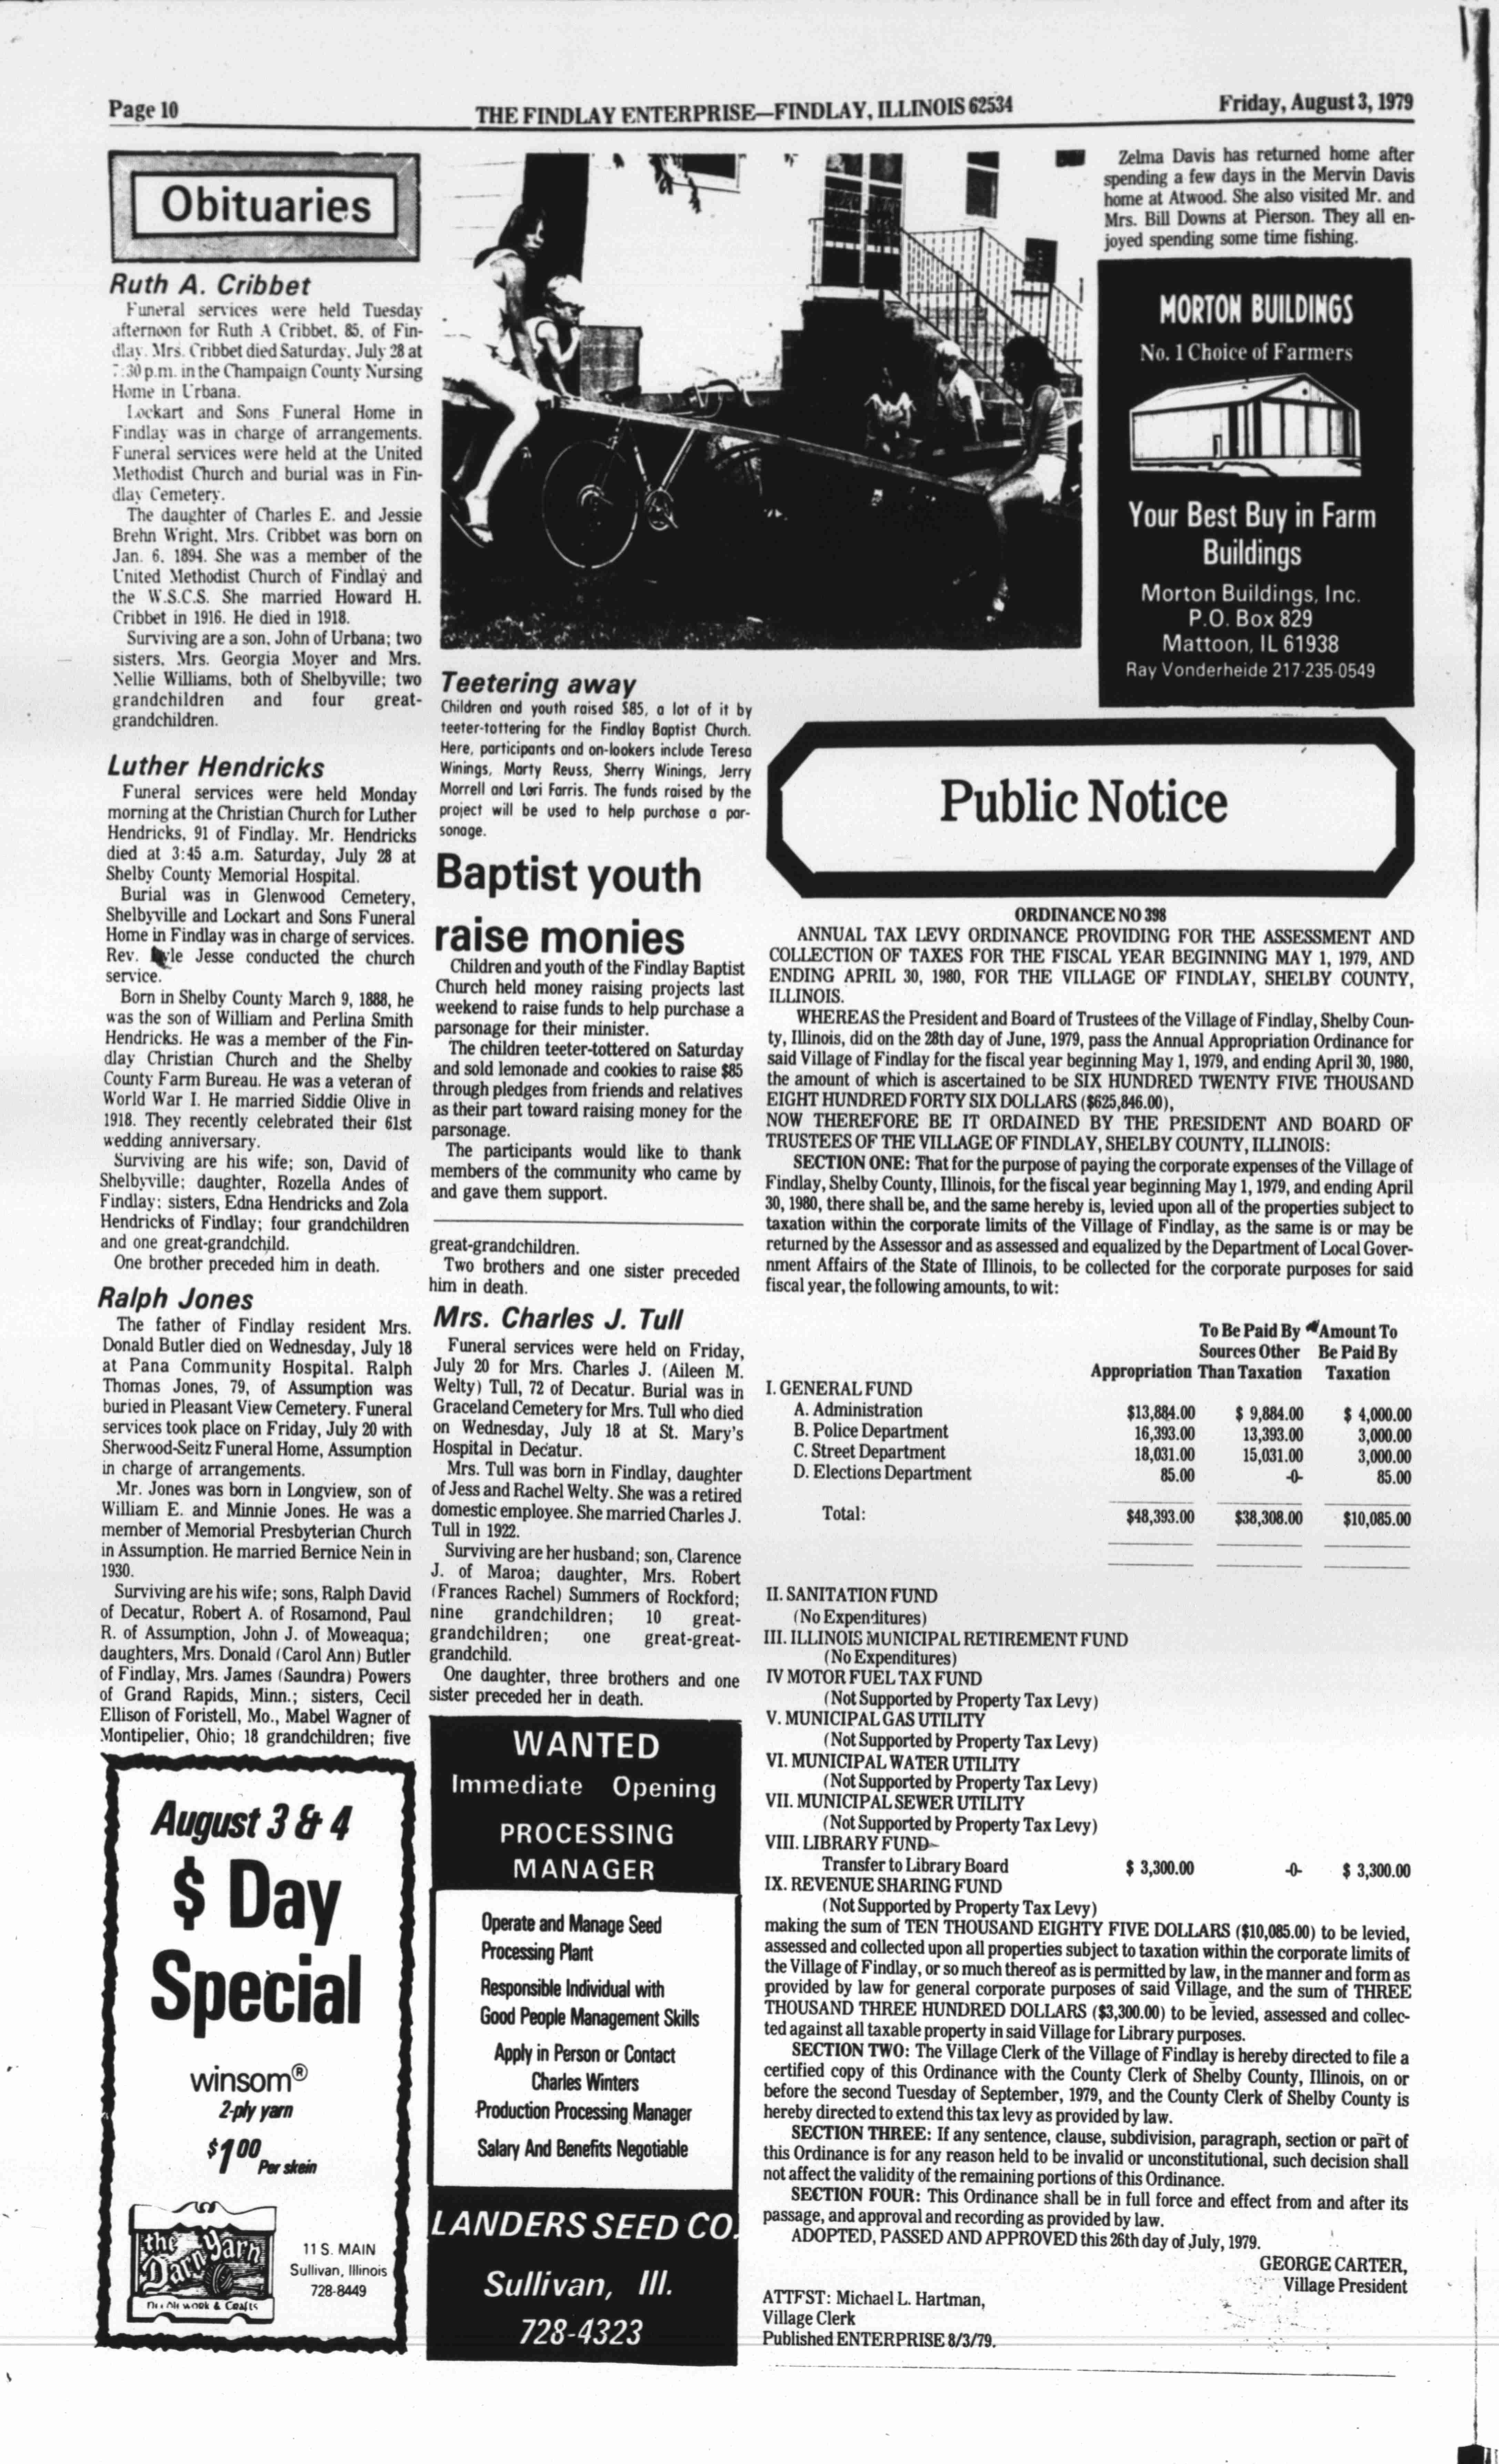 Page 10
THE FINDLAY ENTERPRISE—FINDLAY, ILLINOIS 62534
Friday, August 3, 1979
Obituaries
Ruth A. Cribbet
Funeral services were held Tuesday
afternoon for Ruth A Cribbet, 85, of Fin-
dlay. Mrs. Cribbet died Saturday, July 28 at
7:30 p.m. in the Champaign County Nursing
Home in Urbana.
Lockart and Sons Funeral Home in
Findlay was in charge of arrangements.
Funeral services were held at the United
Methodist Church and burial was in Fin-
dlay Cemetery.
The daughter of Charles E. and Jessie
Brehn Wright, Mrs. Cribbet was born on
Jan. 6, 1894. She was a member of the
United Methodist Church of Findlay and
the W.S.C.S. She married Howard H.
Cribbet in 1916. He died in 1918.
Surviving are a son, John of Urbana; two
sisters, Mrs. Georgia Moyer and Mrs.
Nellie Williams, both of Shelbyville; two
grandchildren and four great-
grandchildren.
Luther Hendricks
Funeral services were held Monday
morning at the Christian Church for Luther
Hendricks, 91 of Findlay. Mr. Hendricks
died at 3:45 a.m. Saturday, July 28 at
Shelby County Memorial Hospital.
Burial was in Glenwood Cemetery,
Shelbyville and Lockart and Sons Funeral
Home in Findlay was in charge of services.
Rev. Jesse conducted the church
service.
Born in Shelby County March 9, 1888, he
was the son of William and Perlina Smith
Hendricks. He was a member of the Fin-
dlay Christian Church and the Shelby
County Farm Bureau. He was a veteran of
World War I. He married Siddie Olive in
1918. They recently celebrated their 61st
wedding anniversary.
Surviving are his wife; son, David of
Shelbyville; daughter, Rozella Andes of
Findlay; sisters, Edna Hendricks and Zola
Hendricks of Findlay; four grandchildren
and one great-grandchild.
One brother preceded him in death.
Ralph Jones
The father of Findlay resident Mrs.
Donald Butler died on Wednesday, July 18
at Pana Community Hospital. Ralph
Thomas Jones, 79, of Assumption was
buried in Pleasant View Cemetery. Funeral
services took place on Friday, July 20 with
Sherwood-Seitz Funeral Home, Assumption
in charge of arrangements.
Mr. Jones was born in Longview, son of
William E. and Minnie Jones. He was a
member of Memorial Presbyterian Church
in Assumption. He married Bernice Nein in
1930.
Surviving are his wife; sons, Ralph David
of Decatur, Robert A. of Rosamond, Paul
R. of Assumption, John J. of Moweaqua;
daughters, Mrs. Donald (Carol Ann) Butler
of Findlay, Mrs. James (Saundra) Powers
of Grand Rapids, Minn.; sisters, Cecil
Ellison of Foristell, Mo., Mabel Wagner of
Montipelier, Ohio; 18 grandchildren; five
August 3 & 4
$ Day
Special
winsom®
2-ply yarn
$1.00 Per skein
the Darn Yarn
11 S. MAIN
Sullivan, Illinois
728-8449
Teetering away
Children and youth raised $85, a lot of it by
teeter-tottering for the Findlay Baptist Church.
Here, participants and on-lookers include Teresa
Winings, Marty Reuss, Sherry Winings, Jerry
Morrell and Lori Farris. The funds raised by the
project will be used to help purchase a par-
sonage.
Baptist youth
raise monies
Children and youth of the Findlay Baptist
Church held money raising projects last
weekend to raise funds to help purchase a
parsonage for their minister.
The children teeter-tottered on Saturday
and sold lemonade and cookies to raise $85
through pledges from friends and relatives
as their part toward raising money for the
parsonage.
The participants would like to thank
members of the community who came by
and gave them support.
great-grandchildren.
Two brothers and one sister preceded
him in death.
Mrs. Charles J. Tull
Funeral services were held on Friday,
July 20 for Mrs. Charles J. (Aileen M.
Welty) Tull, 72 of Decatur. Burial was in
Graceland Cemetery for Mrs. Tull who died
on Wednesday, July 18 at St. Mary's
Hospital in Decatur.
Mrs. Tull was born in Findlay, daughter
of Jess and Rachel Welty. She was a retired
domestic employee. She married Charles J.
Tull in 1922.
Surviving are her husband; son, Clarence
J. of Maroa; daughter, Mrs. Robert
(Frances Rachel) Summers of Rockford;
nine grandchildren; 10 great-
grandchildren; one great-great-
grandchild.
One daughter, three brothers and one
sister preceded her in death.
WANTED
Immediate Opening
PROCESSING
MANAGER
Operate and Manage Seed
Processing Plant
Responsible Individual with
Good People Management Skills
Apply in Person or Contact
Charles Winters
Production Processing Manager
Salary And Benefits Negotiable
LANDERS SEED CO.
Sullivan, Ill.
728-4323
Zelma Davis has returned home after
spending a few days in the Mervin Davis
home at Atwood. She also visited Mr. and
Mrs. Bill Downs at Pierson. They all en-
joyed spending some time fishing.
MORTON BUILDINGS
No. 1 Choice of Farmers
Your Best Buy in Farm
Buildings
Morton Buildings, Inc.
P.O. Box 829
Mattoon, IL 61938
Ray Vonderheide 217-235-0549
Public Notice
ORDINANCE NO 398
ANNUAL TAX LEVY ORDINANCE PROVIDING FOR THE ASSESSMENT AND
COLLECTION OF TAXES FOR THE FISCAL YEAR BEGINNING MAY 1, 1979, AND
ENDING APRIL 30, 1980, FOR THE VILLAGE OF FINDLAY, SHELBY COUNTY,
ILLINOIS.
WHEREAS the President and Board of Trustees of the Village of Findlay, Shelby Coun-
ty, Illinois, did on the 28th day of June, 1979, pass the Annual Appropriation Ordinance for
said Village of Findlay for the fiscal year beginning May 1, 1979, and ending April 30, 1980,
the amount of which is ascertained to be SIX HUNDRED TWENTY FIVE THOUSAND
EIGHT HUNDRED FORTY SIX DOLLARS ($625,846.00),
NOW THEREFORE BE IT ORDAINED BY THE PRESIDENT AND BOARD OF
TRUSTEES OF THE VILLAGE OF FINDLAY, SHELBY COUNTY, ILLINOIS:
SECTION ONE: That for the purpose of paying the corporate expenses of the Village of
Findlay, Shelby County, Illinois, for the fiscal year beginning May 1, 1979, and ending April
30, 1980, there shall be, and the same hereby is, levied upon all of the properties subject to
taxation within the corporate limits of the Village of Findlay, as the same is or may be
returned by the Assessor and as assessed and equalized by the Department of Local Gover-
nment Affairs of the State of Illinois, to be collected for the corporate purposes for said
fiscal year, the following amounts, to wit:
To Be Paid By Amount To
Sources Other Be Paid By
Appropriation Than Taxation Taxation
I. GENERAL FUND
A. Administration $13,884.00 $ 9,884.00 $ 4,000.00
B. Police Department 16,393.00 13,393.00 3,000.00
C. Street Department 18,031.00 15,031.00 3,000.00
D. Elections Department 85.00 -0- 85.00
Total: $48,393.00 $38,308.00 $10,085.00
II. SANITATION FUND
(No Expenditures)
III. ILLINOIS MUNICIPAL RETIREMENT FUND
(No Expenditures)
IV MOTOR FUEL TAX FUND
(Not Supported by Property Tax Levy)
V. MUNICIPAL GAS UTILITY
(Not Supported by Property Tax Levy)
VI. MUNICIPAL WATER UTILITY
(Not Supported by Property Tax Levy)
VII. MUNICIPAL SEWER UTILITY
(Not Supported by Property Tax Levy)
VIII. LIBRARY FUND
Transfer to Library Board $ 3,300.00 -0- $ 3,300.00
IX. REVENUE SHARING FUND
(Not Supported by Property Tax Levy)
making the sum of TEN THOUSAND EIGHTY FIVE DOLLARS ($10,085.00) to be levied,
assessed and collected upon all properties subject to taxation within the corporate limits of
the Village of Findlay, or so much thereof as is permitted by law, in the manner and form as
provided by law for general corporate purposes of said Village, and the sum of THREE
THOUSAND THREE HUNDRED DOLLARS ($3,300.00) to be levied, assessed and collec-
ted against all taxable property in said Village for Library purposes.
SECTION TWO: The Village Clerk of the Village of Findlay is hereby directed to file a
certified copy of this Ordinance with the County Clerk of Shelby County, Illinois, on or
before the second Tuesday of September, 1979, and the County Clerk of Shelby County is
hereby directed to extend this tax levy as provided by law.
SECTION THREE: If any sentence, clause, subdivision, paragraph, section or part of
this Ordinance is for any reason held to be invalid or unconstitutional, such decision shall
not affect the validity of the remaining portions of this Ordinance.
SECTION FOUR: This Ordinance shall be in full force and effect from and after its
passage, and approval and recording as provided by law.
ADOPTED, PASSED AND APPROVED this 26th day of July, 1979.
GEORGE CARTER,
Village President
ATTFST: Michael L. Hartman,
Village Clerk
Published ENTERPRISE 8/3/79.